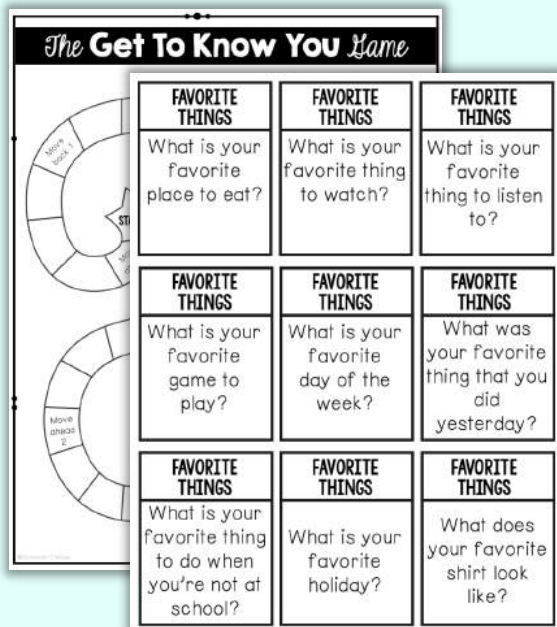 The Get To Know You Game
Move
back 1
Move
ahead
2
FAVORITE
THINGS
What is your
favorite
place to eat?
FAVORITE
THINGS
What is your
favorite thing
to watch?
FAVORITE
THINGS
What is your
favorite
thing to listen
to?
FAVORITE
THINGS
What is your
favorite
game to
play?
FAVORITE
THINGS
What is your
favorite
day of the
week?
FAVORITE
THINGS
What was
your favorite
thing that you
did
yesterday?
FAVORITE
THINGS
What is your
favorite thing
to do when
you're not at
school?
FAVORITE
THINGS
What is your
favorite
holiday?
FAVORITE
THINGS
What does
your favorite
shirt look
like?